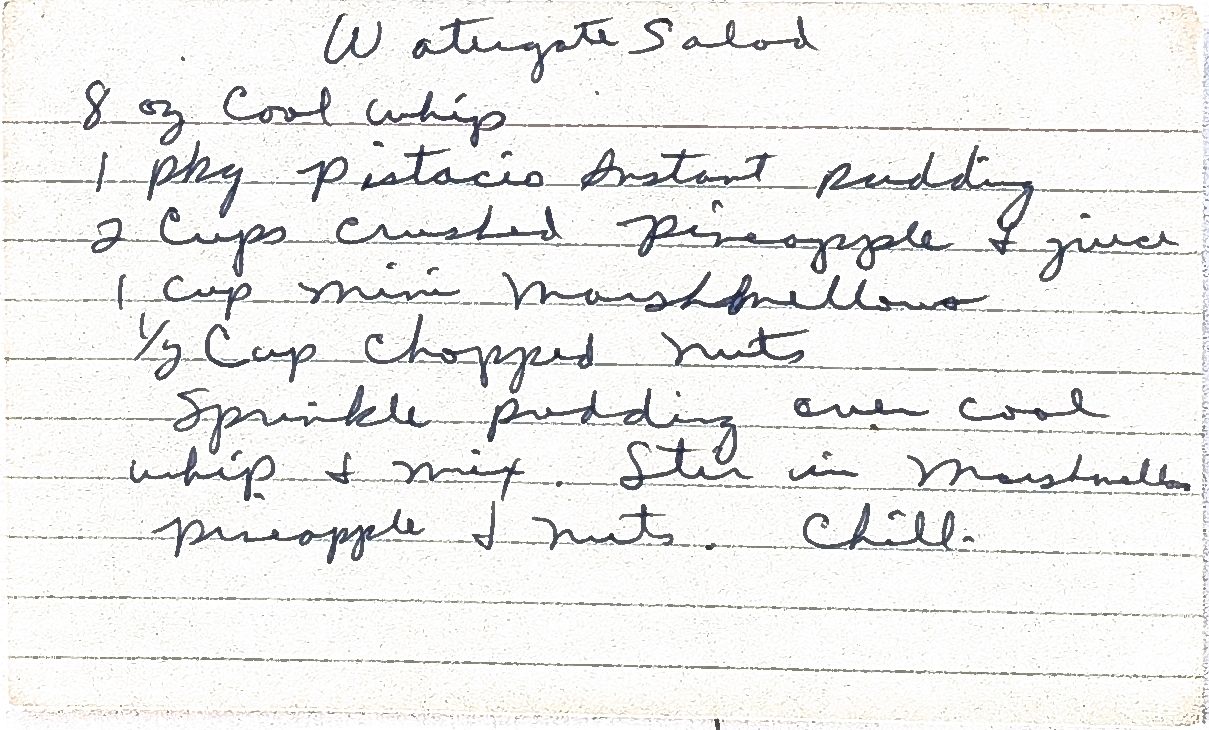 Watergate Salad
8 oz Cool whip
1 pkg Pistacio Instant pudding
2 Cups crushed pineapple & juice
1 cup mini Marshmellows
1/2 Cup chopped nuts
Sprinkle pudding over cool
whip & mix. Stir in Marshmello
pineapple & nuts. Chill.